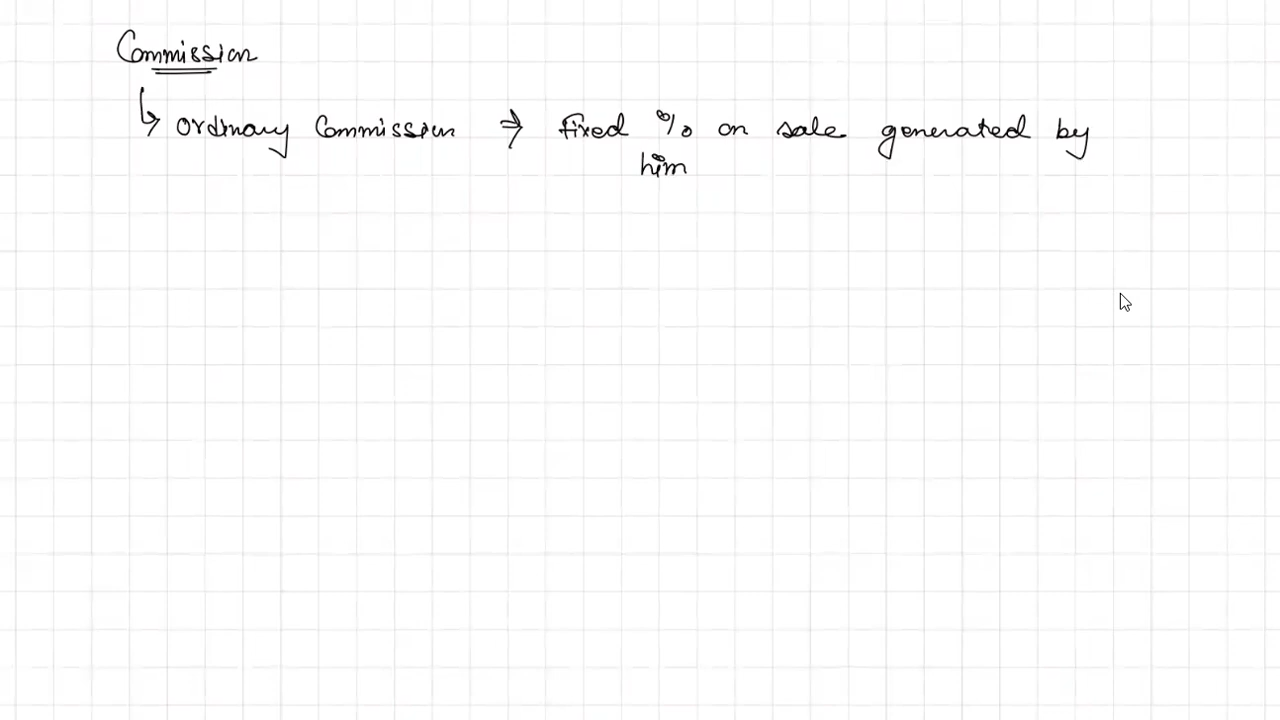 Commission
↳ Ordinary Commission ⇒ fixed % on sale generated by
him